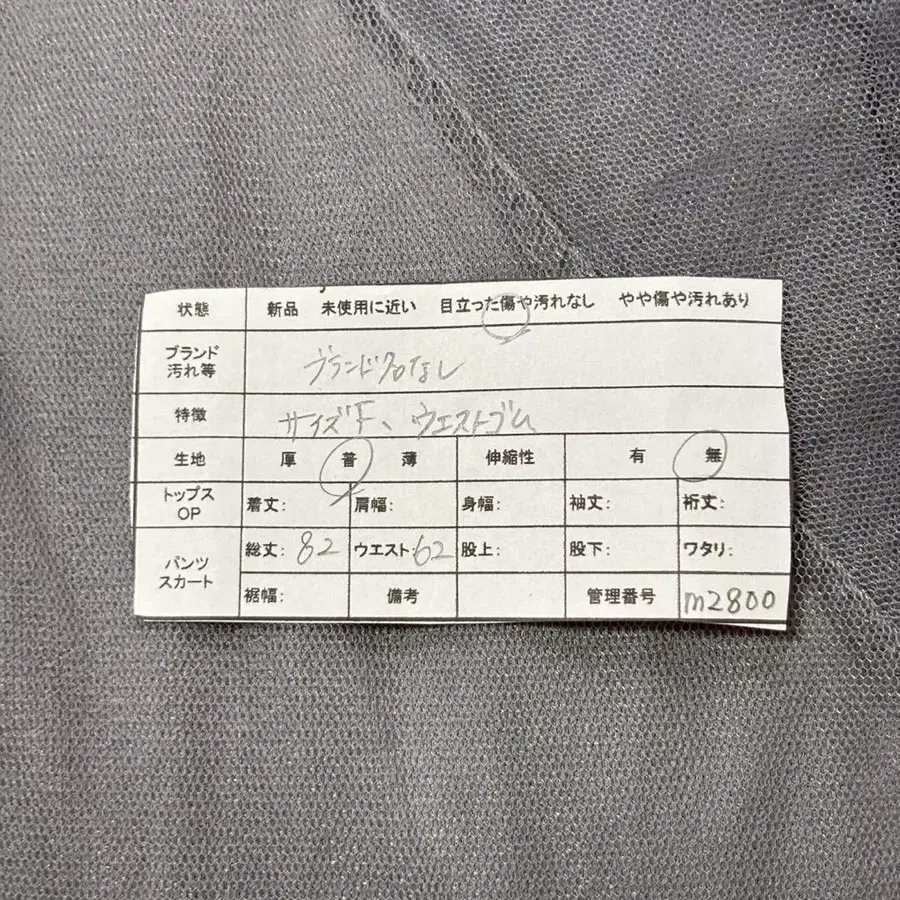 状態 新品 未使用に近い 目立った傷や汚れなし やや傷や汚れあり
ブランド
汚れ等
ブランド名なし
特徴 サイズF、ウエストゴム
生地 厚 普 薄 伸縮性 有 無
トップス
OP
着丈: 肩幅: 身幅: 袖丈: 裄丈:
パンツ
スカート
総丈: 82 ウエスト: 62 股上: 股下: ワタリ:
裾幅: 備考 管理番号 m2800